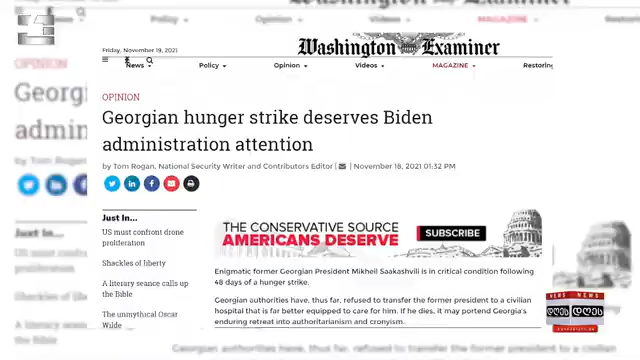 Friday, November 19, 2021
Washington Examiner
News
Policy
Opinion
Videos
MAGAZINE
Restoring
OPINION
Georgian hunger strike deserves Biden
administration attention
by Tom Rogan, National Security Writer and Contributors Editor | | November 18, 2021 01:32 PM
Just In...
US must confront drone
proliferation
Shackles of liberty
A literary seance calls up
the Bible
The unmythical Oscar
Wilde
THE CONSERVATIVE SOURCE
AMERICANS DESERVE
SUBSCRIBE
Enigmatic former Georgian President Mikheil Saakashvili is in critical condition following
48 days of a hunger strike.
Georgian authorities have, thus far, refused to transfer the former president to a civilian
hospital that is far better equipped to care for him. If he dies, it may portend Georgia's
enduring retreat into authoritarianism and cronyism.
NEWS NEWS
დღეს დღეს